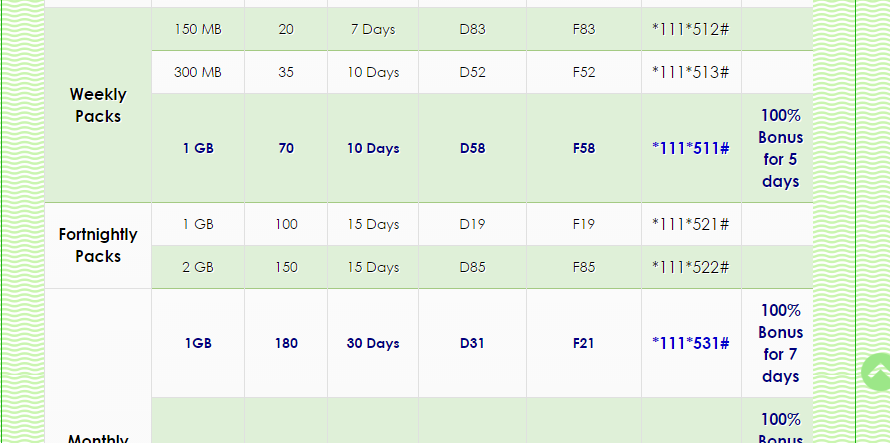 150 MB 20 7 Days D83 F83 *111*512#
Weekly Packs 300 MB 35 10 Days D52 F52 *111*513#
1 GB 70 10 Days D58 F58 *111*511# 100% Bonus for 5 days
Fortnightly Packs 1 GB 100 15 Days D19 F19 *111*521#
2 GB 150 15 Days D85 F85 *111*522#
1GB 180 30 Days D31 F21 *111*531# 100% Bonus for 7 days
Monthly 100% Bonus